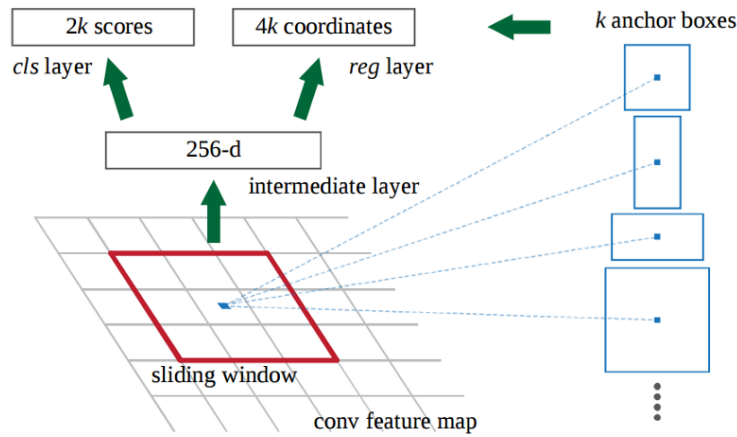 2k scores
4k coordinates
k anchor boxes
cls layer
reg layer
256-d
intermediate layer
sliding window
conv feature map